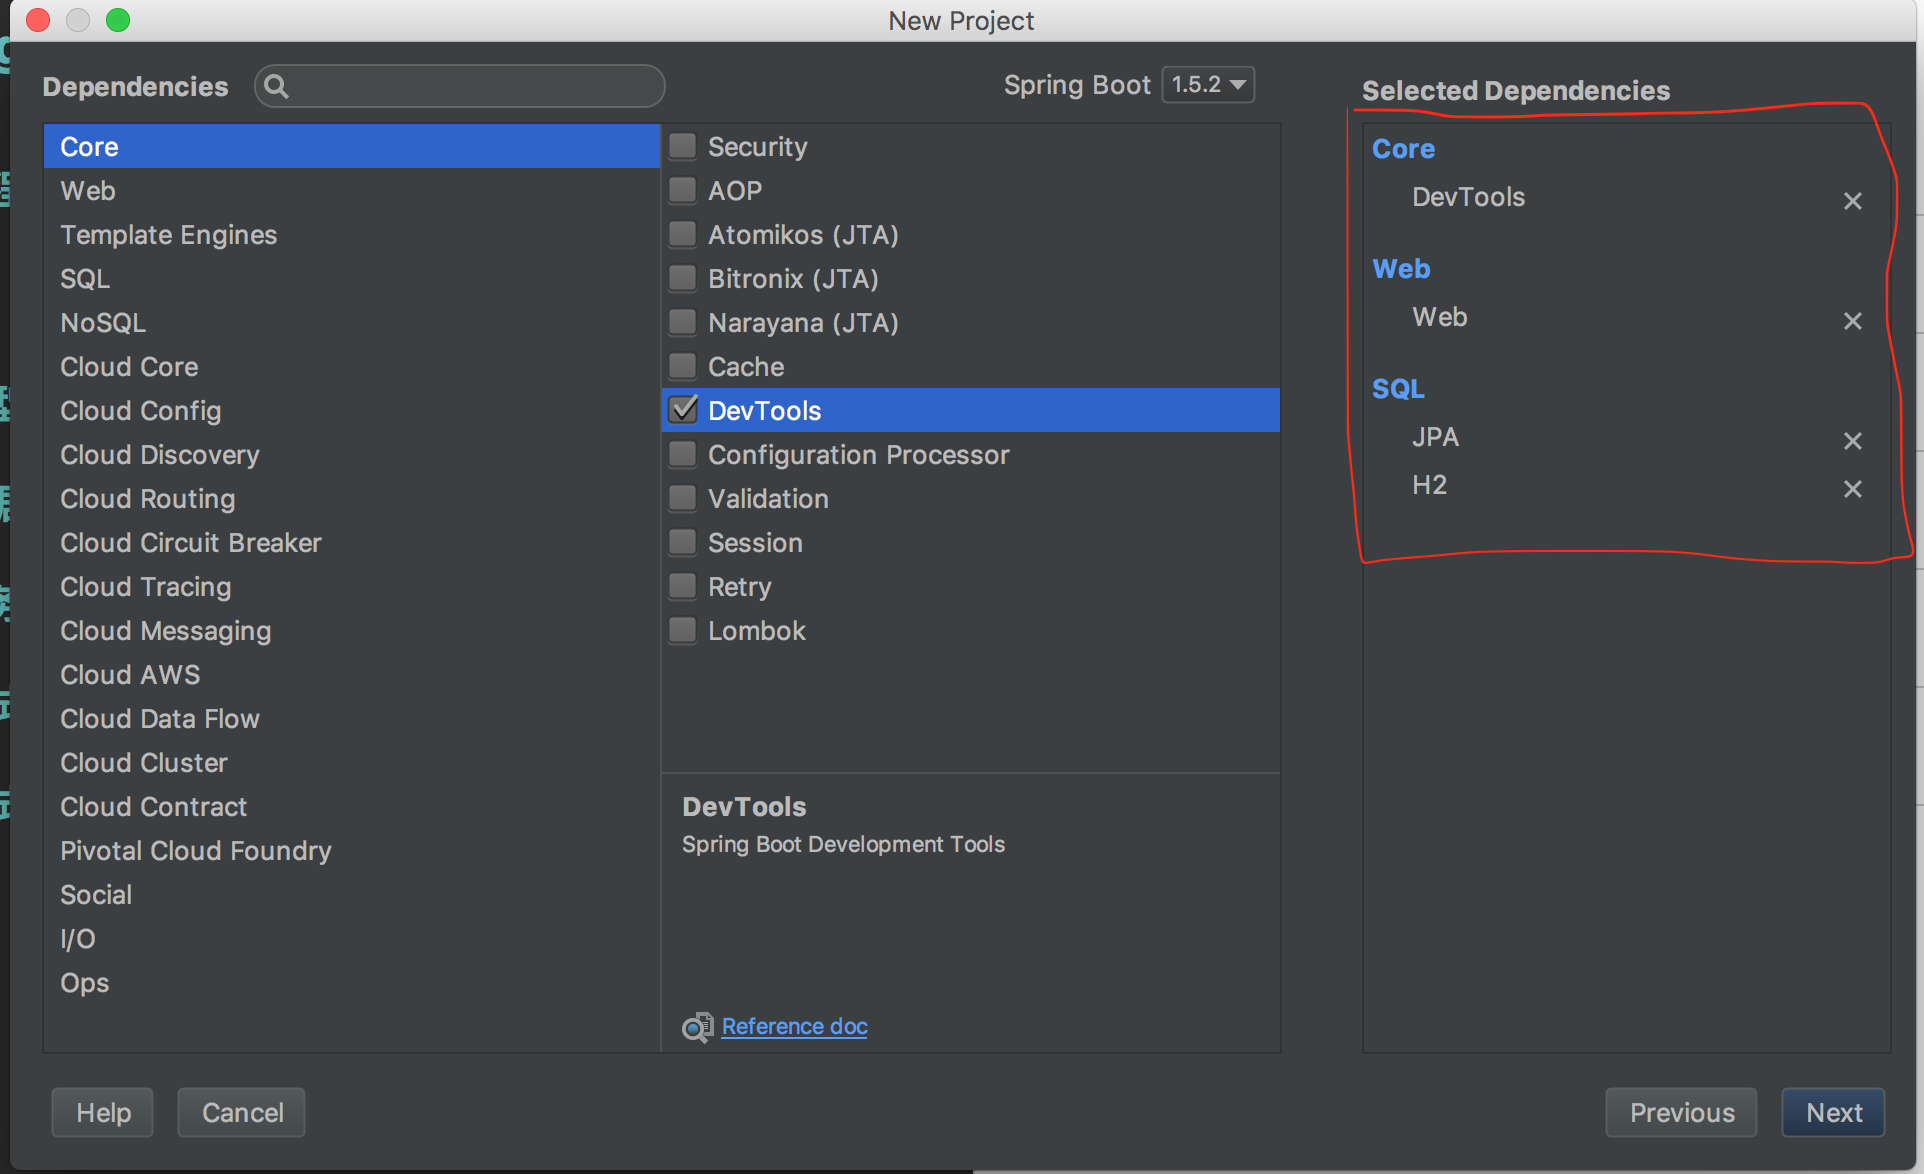 New Project
Dependencies
Spring Boot 1.5.2
Selected Dependencies
Core
Web
Template Engines
SQL
NoSQL
Cloud Core
Cloud Config
Cloud Discovery
Cloud Routing
Cloud Circuit Breaker
Cloud Tracing
Cloud Messaging
Cloud AWS
Cloud Data Flow
Cloud Cluster
Cloud Contract
Pivotal Cloud Foundry
Social
I/O
Ops
Security
AOP
Atomikos (JTA)
Bitronix (JTA)
Narayana (JTA)
Cache
DevTools
Configuration Processor
Validation
Session
Retry
Lombok
DevTools
Spring Boot Development Tools
Reference doc
Core
DevTools
Web
Web
SQL
JPA
H2
Help
Cancel
Previous
Next